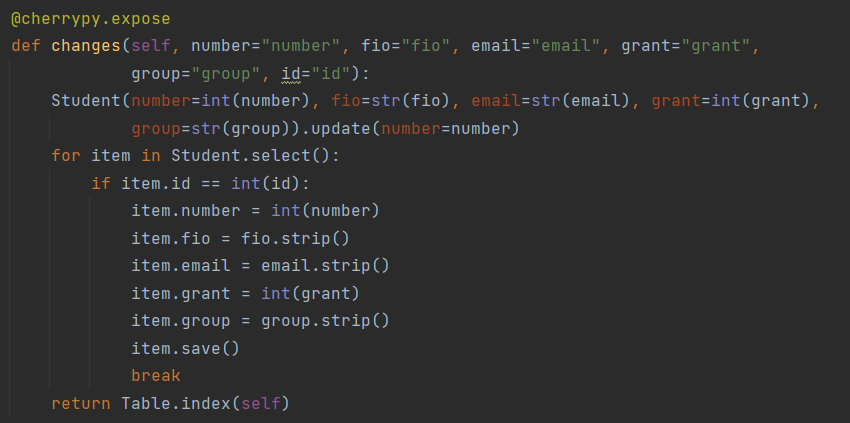 @cherrypy.expose
def changes(self, number="number", fio="fio", email="email", grant="grant",
            group="group", id="id"):
    Student(number=int(number), fio=str(fio), email=str(email), grant=int(grant),
            group=str(group)).update(number=number)
    for item in Student.select():
        if item.id == int(id):
            item.number = int(number)
            item.fio = fio.strip()
            item.email = email.strip()
            item.grant = int(grant)
            item.group = group.strip()
            item.save()
            break
    return Table.index(self)